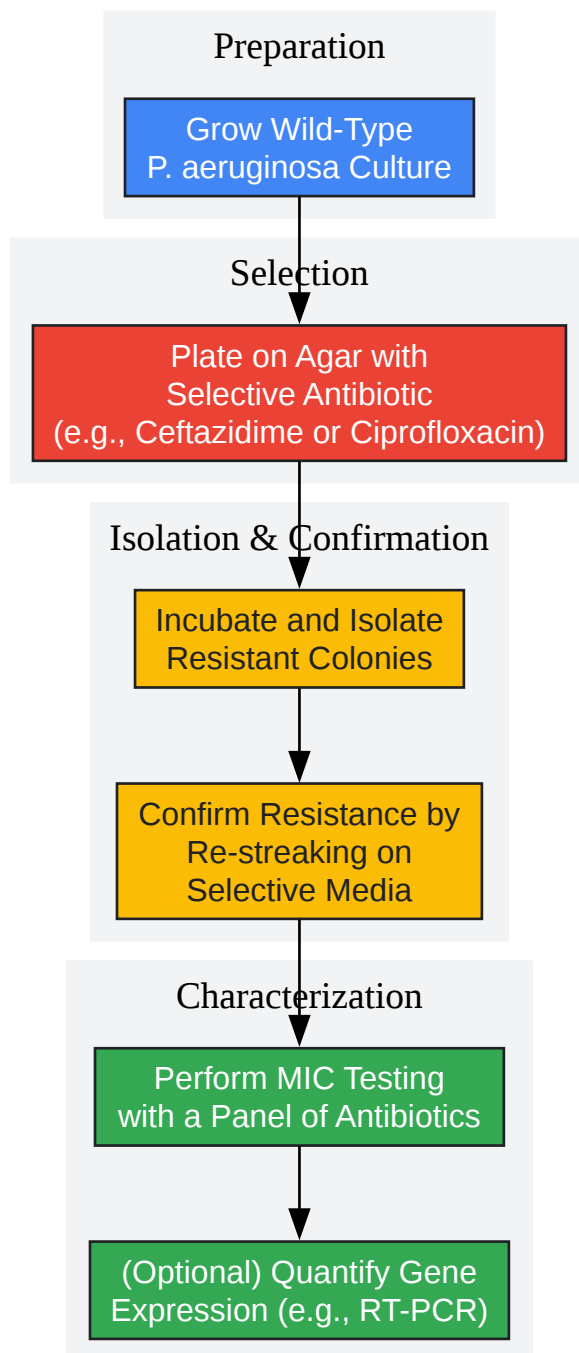 Preparation
Grow Wild-Type
P. aeruginosa Culture
Selection
Plate on Agar with
Selective Antibiotic
(e.g., Ceftazidime or Ciprofloxacin)
Isolation & Confirmation
Incubate and Isolate
Resistant Colonies
Confirm Resistance by
Re-streaking on
Selective Media
Characterization
Perform MIC Testing
with a Panel of Antibiotics
(Optional) Quantify Gene
Expression (e.g., RT-PCR)